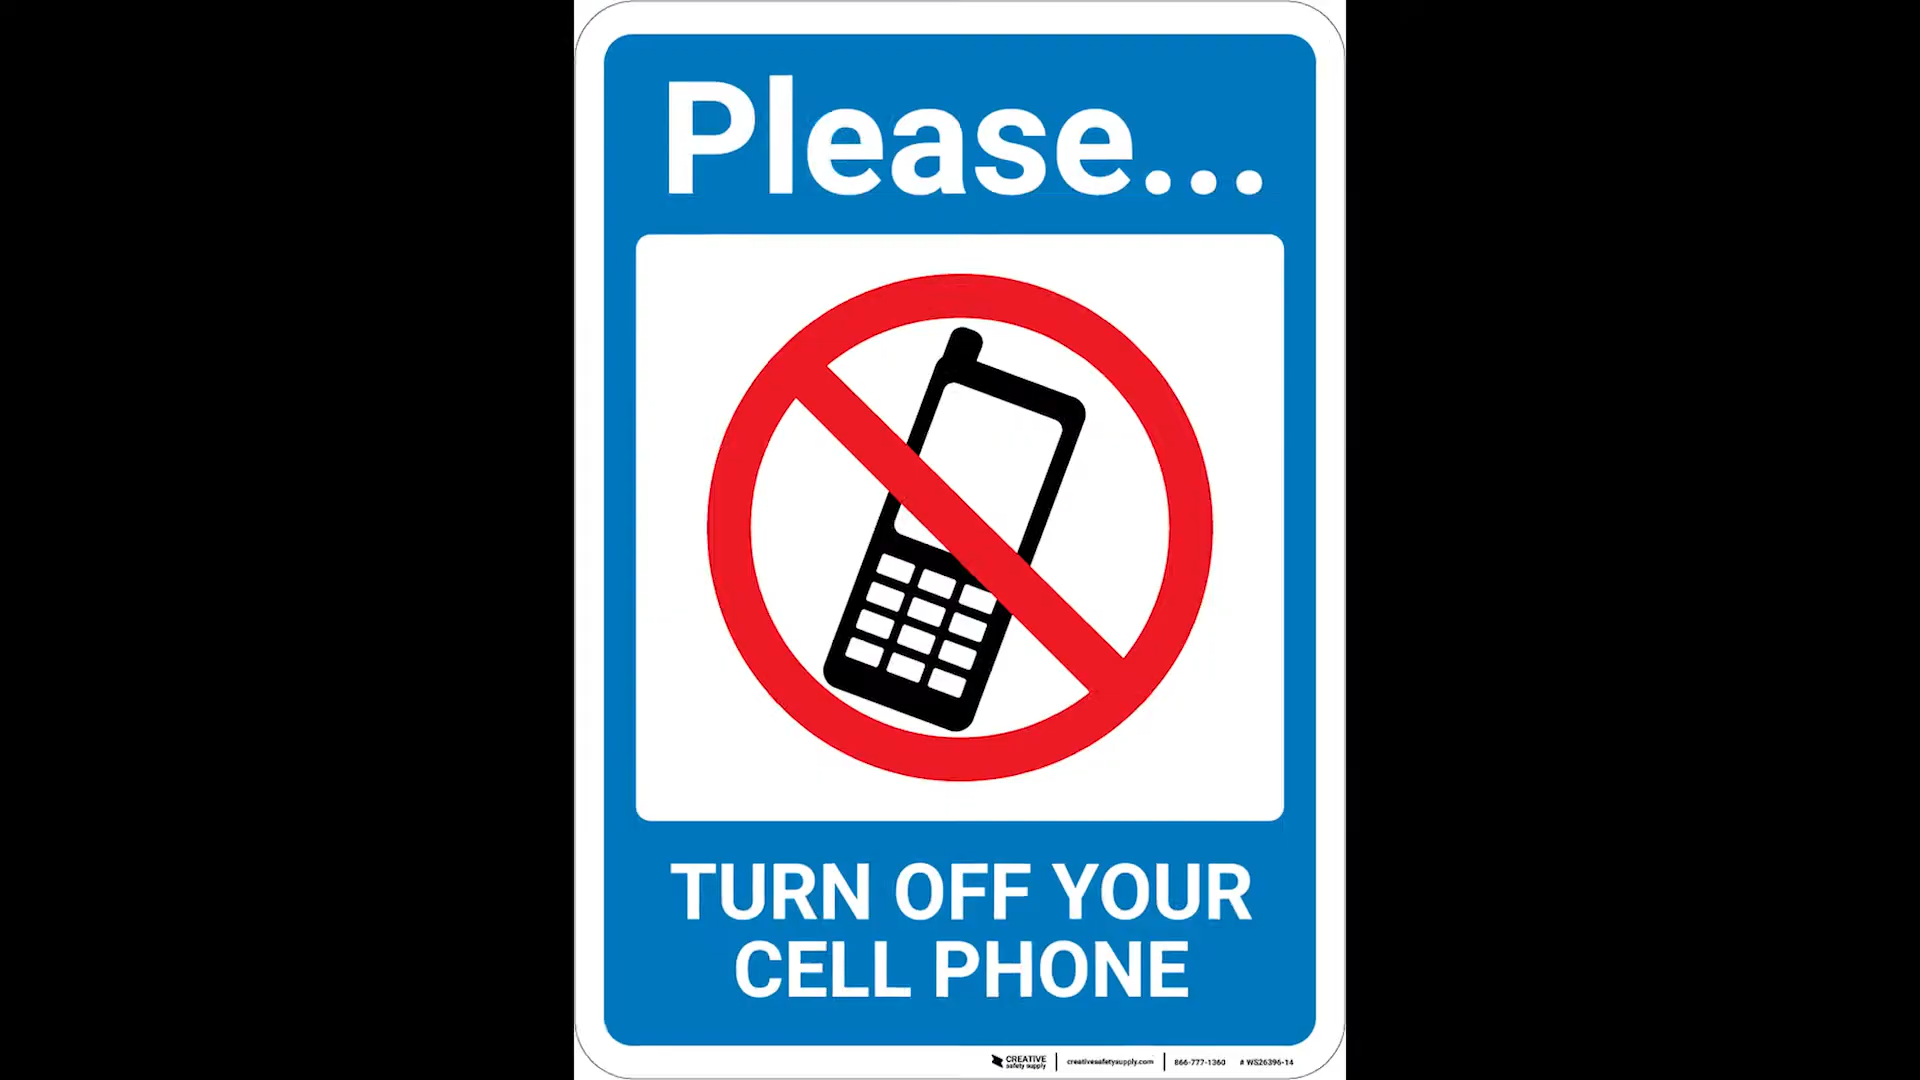 Please...
TURN OFF YOUR
CELL PHONE
CREATIVE
safety supply
creativesafetysupply.com
866-777-1360
# WS26396-14